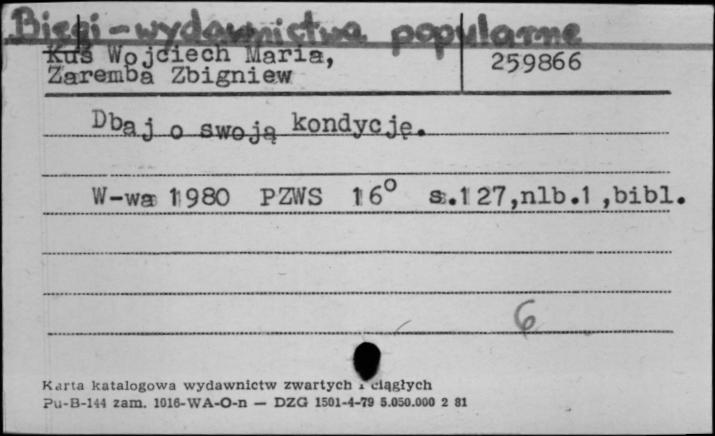 Biegi - wydawnictwa popularne
Kuś Wojciech Maria,
Zaremba Zbigniew
259866
Dbaj o swoją kondycję.
W-wa 1980 PZWS 16° s.127,nlb.1,bibl.
6
Karta katalogowa wydawnictw zwartych i ciągłych
Pu-B-144 zam. 1016-WA-O-n — DZG 1501-4-79 5.050.000 2 81